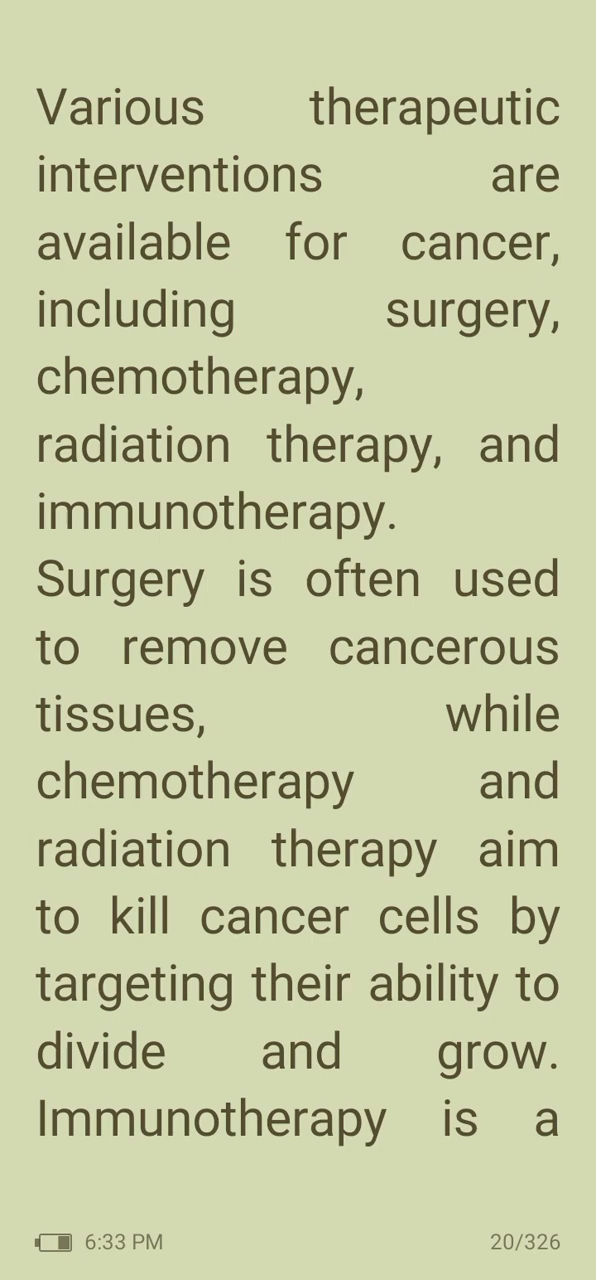 Various therapeutic
interventions are
available for cancer,
including surgery,
chemotherapy,
radiation therapy, and
immunotherapy.
Surgery is often used
to remove cancerous
tissues, while
chemotherapy and
radiation therapy aim
to kill cancer cells by
targeting their ability to
divide and grow.
Immunotherapy is a
6:33 PM 20/326